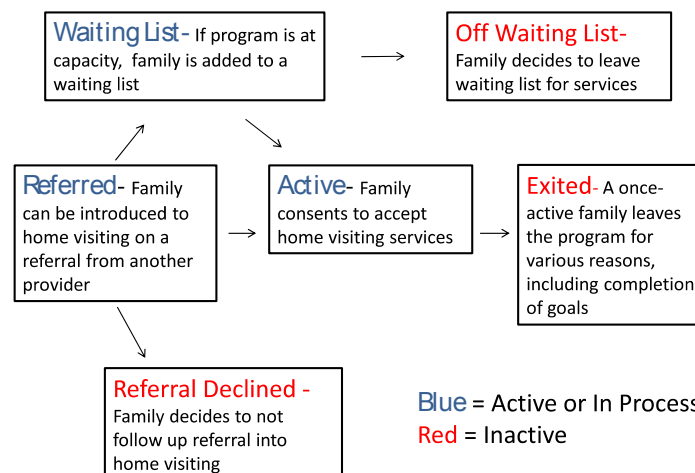 Waiting List- If program is at
capacity, family is added to a
waiting list
Off Waiting List-
Family decides to leave
waiting list for services
Referred- Family
can be introduced to
home visiting on a
referral from another
provider
Active- Family
consents to accept
home visiting services
Exited- A once-
active family leaves
the program for
various reasons,
including completion
of goals
Referral Declined -
Family decides to not
follow up referral into
home visiting
Blue = Active or In Process
Red = Inactive